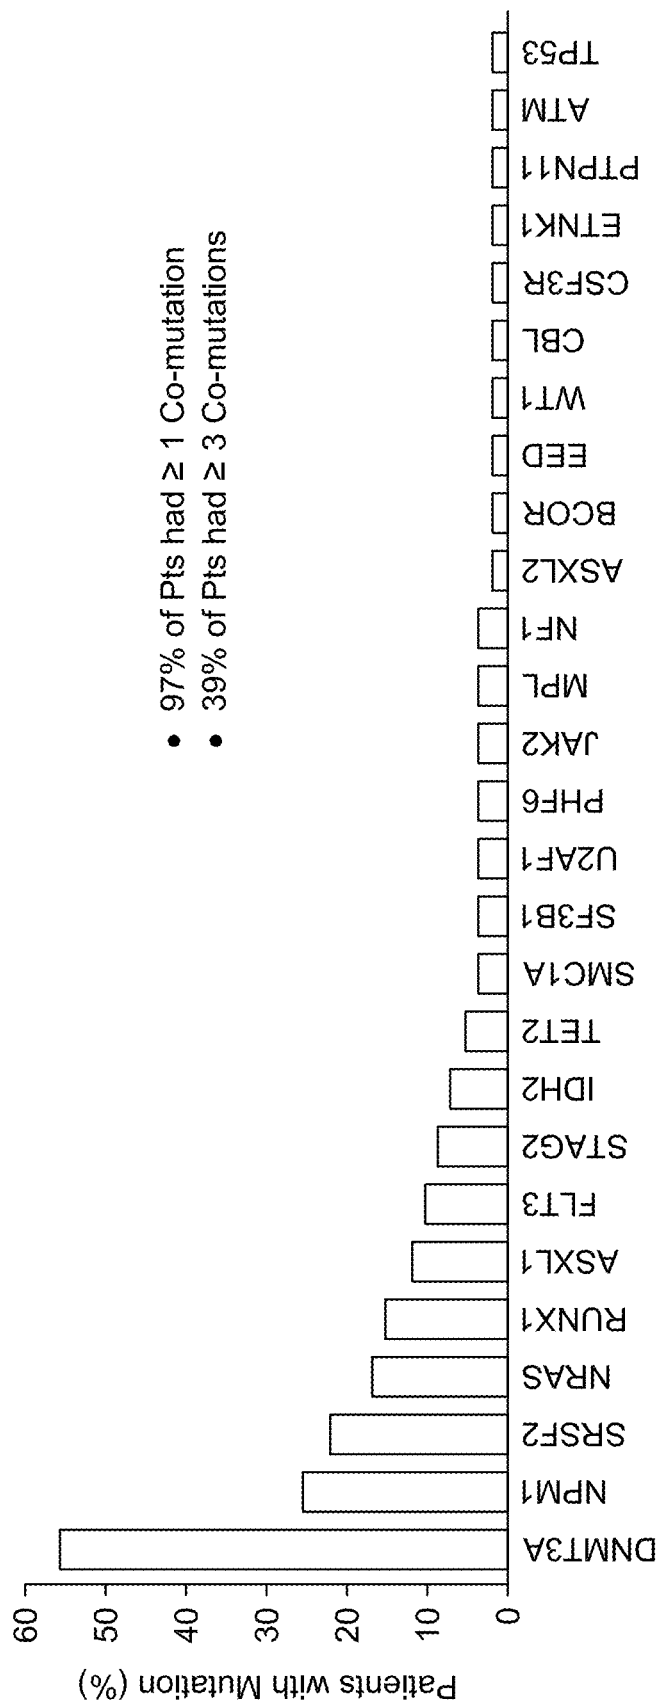 Patients with Mutation (%)
60
50
40
30
20
10
0
• 97% of Pts had ≥ 1 Co-mutation
• 39% of Pts had ≥ 3 Co-mutations
DNMT3A
NPM1
SRSF2
NRAS
RUNX1
ASXL1
FLT3
STAG2
IDH2
TET2
SMC1A
SF3B1
U2AF1
PHF6
JAK2
MPL
NF1
ASXL2
BCOR
EED
WT1
CBL
CSF3R
ETNK1
PTPN11
ATM
TP53